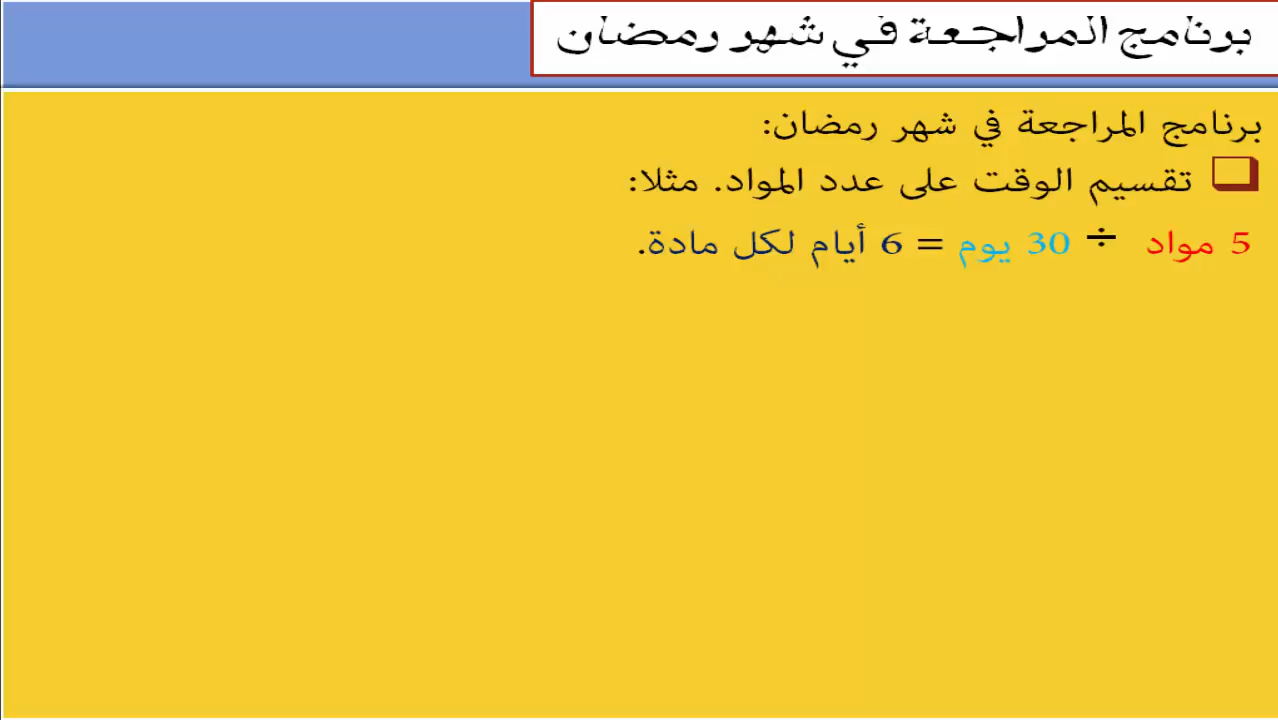 برنامج المراجعة في شهر رمضان
برنامج المراجعة في شهر رمضان:
تقسيم الوقت على عدد المواد. مثلا:
5 مواد ÷ 30 يوم = 6 أيام لكل مادة.